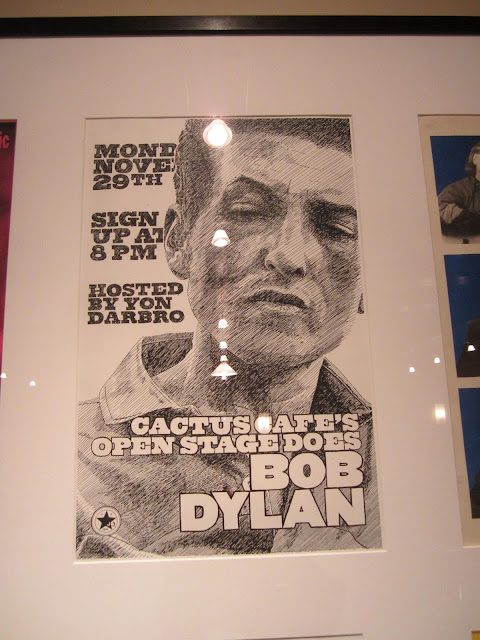 ic
MOND
NOVE
29TH
SIGN
UP AT
8 PM
HOSTED
BY YON
DARBRO
CACTUS CAFE'S
OPEN STAGE DOES
BOB
DYLAN